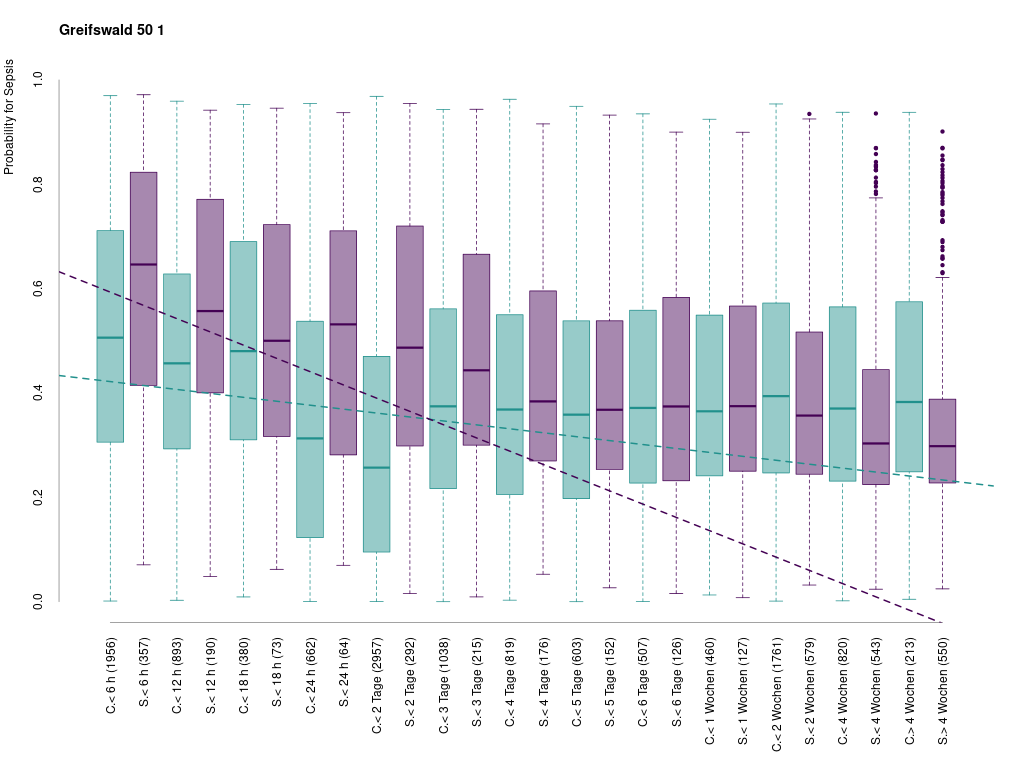 Greifswald 50 1
Probability for Sepsis
1.0
0.8
0.6
0.4
0.2
0.0
C.< 6 h (1956)
S.< 6 h (357)
C.< 12 h (893)
S.< 12 h (190)
C.< 18 h (380)
S.< 18 h (73)
C.< 24 h (662)
S.< 24 h (64)
C.< 2 Tage (2957)
S.< 2 Tage (292)
C.< 3 Tage (1038)
S.< 3 Tage (215)
C.< 4 Tage (819)
S.< 4 Tage (176)
C.< 5 Tage (603)
S.< 5 Tage (152)
C.< 6 Tage (507)
S.< 6 Tage (126)
C.< 1 Wochen (460)
S.< 1 Wochen (127)
C.< 2 Wochen (1761)
S.< 2 Wochen (579)
C.< 4 Wochen (820)
S.< 4 Wochen (543)
C.> 4 Wochen (213)
S.> 4 Wochen (550)